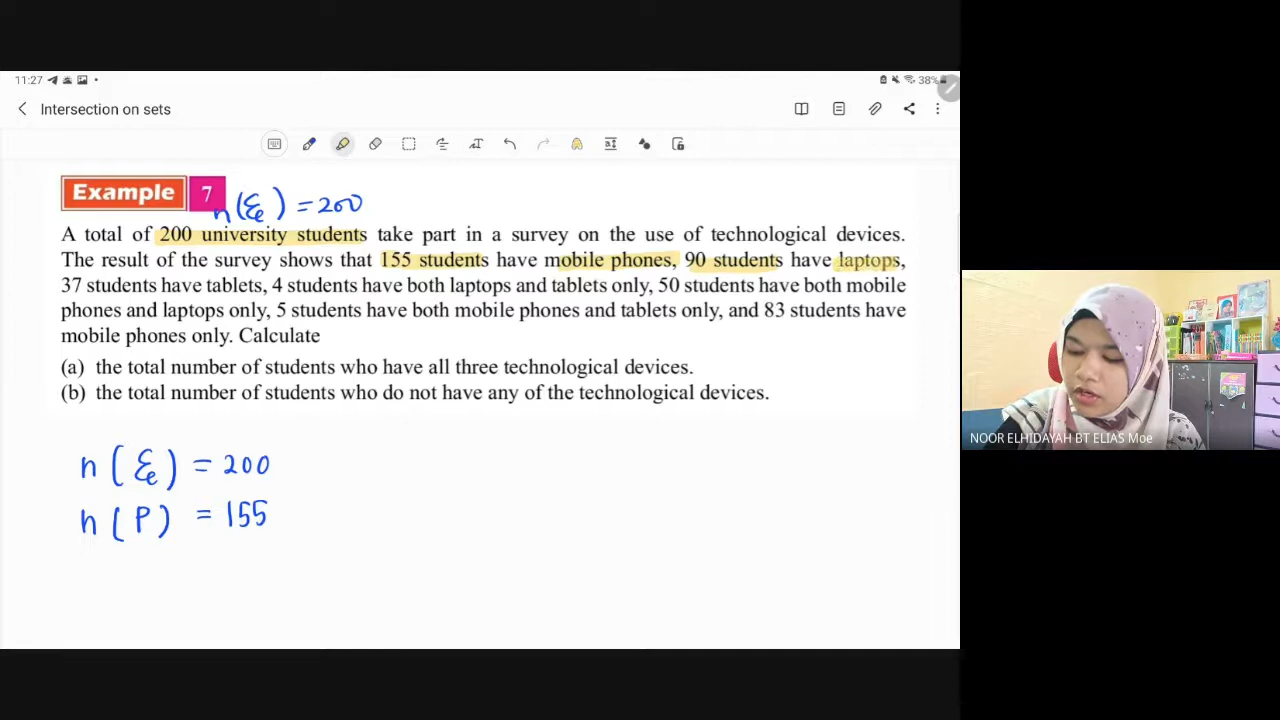 11:27
38%
Intersection on sets
Example 7
n(ξ) = 200
A total of 200 university students take part in a survey on the use of technological devices.
The result of the survey shows that 155 students have mobile phones, 90 students have laptops,
37 students have tablets, 4 students have both laptops and tablets only, 50 students have both mobile
phones and laptops only, 5 students have both mobile phones and tablets only, and 83 students have
mobile phones only. Calculate
(a) the total number of students who have all three technological devices.
(b) the total number of students who do not have any of the technological devices.
n(ξ) = 200
n(P) = 155
NOOR ELHIDAYAH BT ELIAS Moe